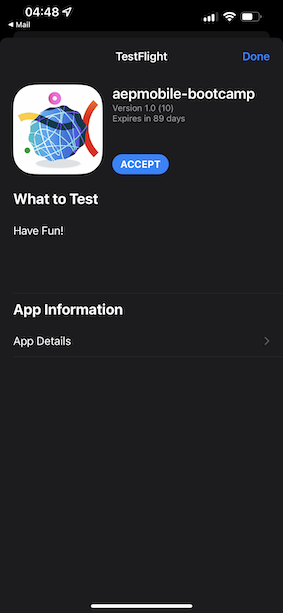 04:48
Mail
TestFlight
Done
aepmobile-bootcamp
Version 1.0 (10)
Expires in 89 days
ACCEPT
What to Test
Have Fun!
App Information
App Details